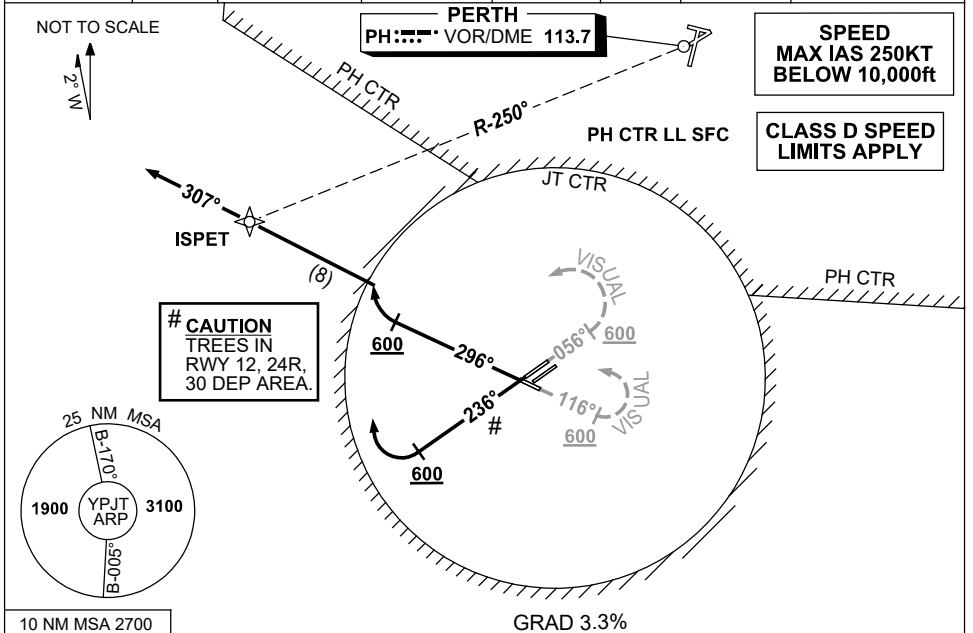 NOT TO SCALE
2° W
PERTH
PH VOR/DME 113.7
SPEED
MAX IAS 250KT
BELOW 10,000ft
CLASS D SPEED
LIMITS APPLY
PH CTR
R-250°
PH CTR LL SFC
JT CTR
307°
ISPET
(8)
VISUAL
PH CTR
# CAUTION
TREES IN
RWY 12, 24R,
30 DEP AREA.
600
296°
056°
600
236°
#
116°
VISUAL
600
600
25 NM MSA
B-170°
1900
YPJT
ARP
3100
B-005°
10 NM MSA 2700
GRAD 3.3%